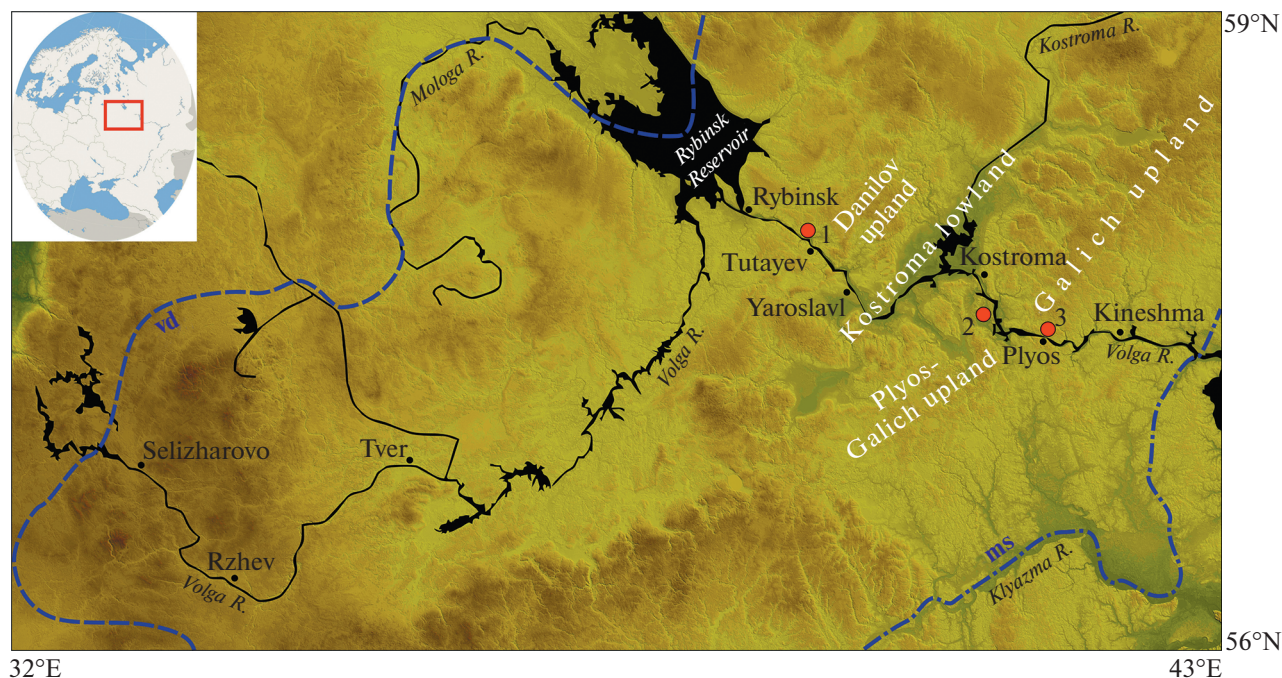 59°N
Kostroma R.
Mologa R.
Rybinsk
Reservoir
Rybinsk
Danilov
upland
Kostroma lowland
Galich upland
1
Tutayev
Kostroma
Yaroslavl
2
3
Kineshma
Plyos
Volga R.
vd
Volga R.
Plyos-
Galich upland
Selizharovo
Tver
Rzhev
Volga R.
ms
Klyazma R.
56°N
32°E
43°E